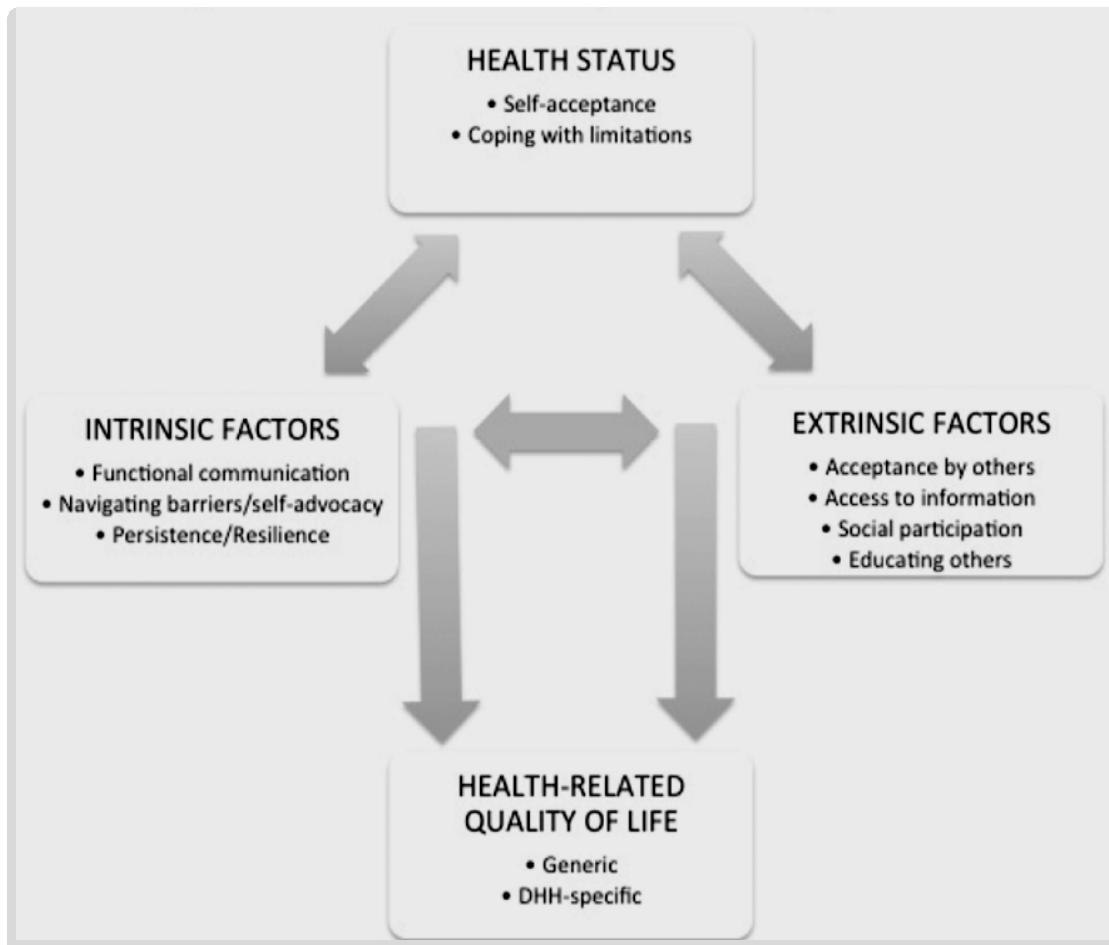 HEALTH STATUS
• Self-acceptance
• Coping with limitations
INTRINSIC FACTORS
• Functional communication
• Navigating barriers/self-advocacy
• Persistence/Resilience
EXTRINSIC FACTORS
• Acceptance by others
• Access to information
• Social participation
• Educating others
HEALTH-RELATED
QUALITY OF LIFE
• Generic
• DHH-specific